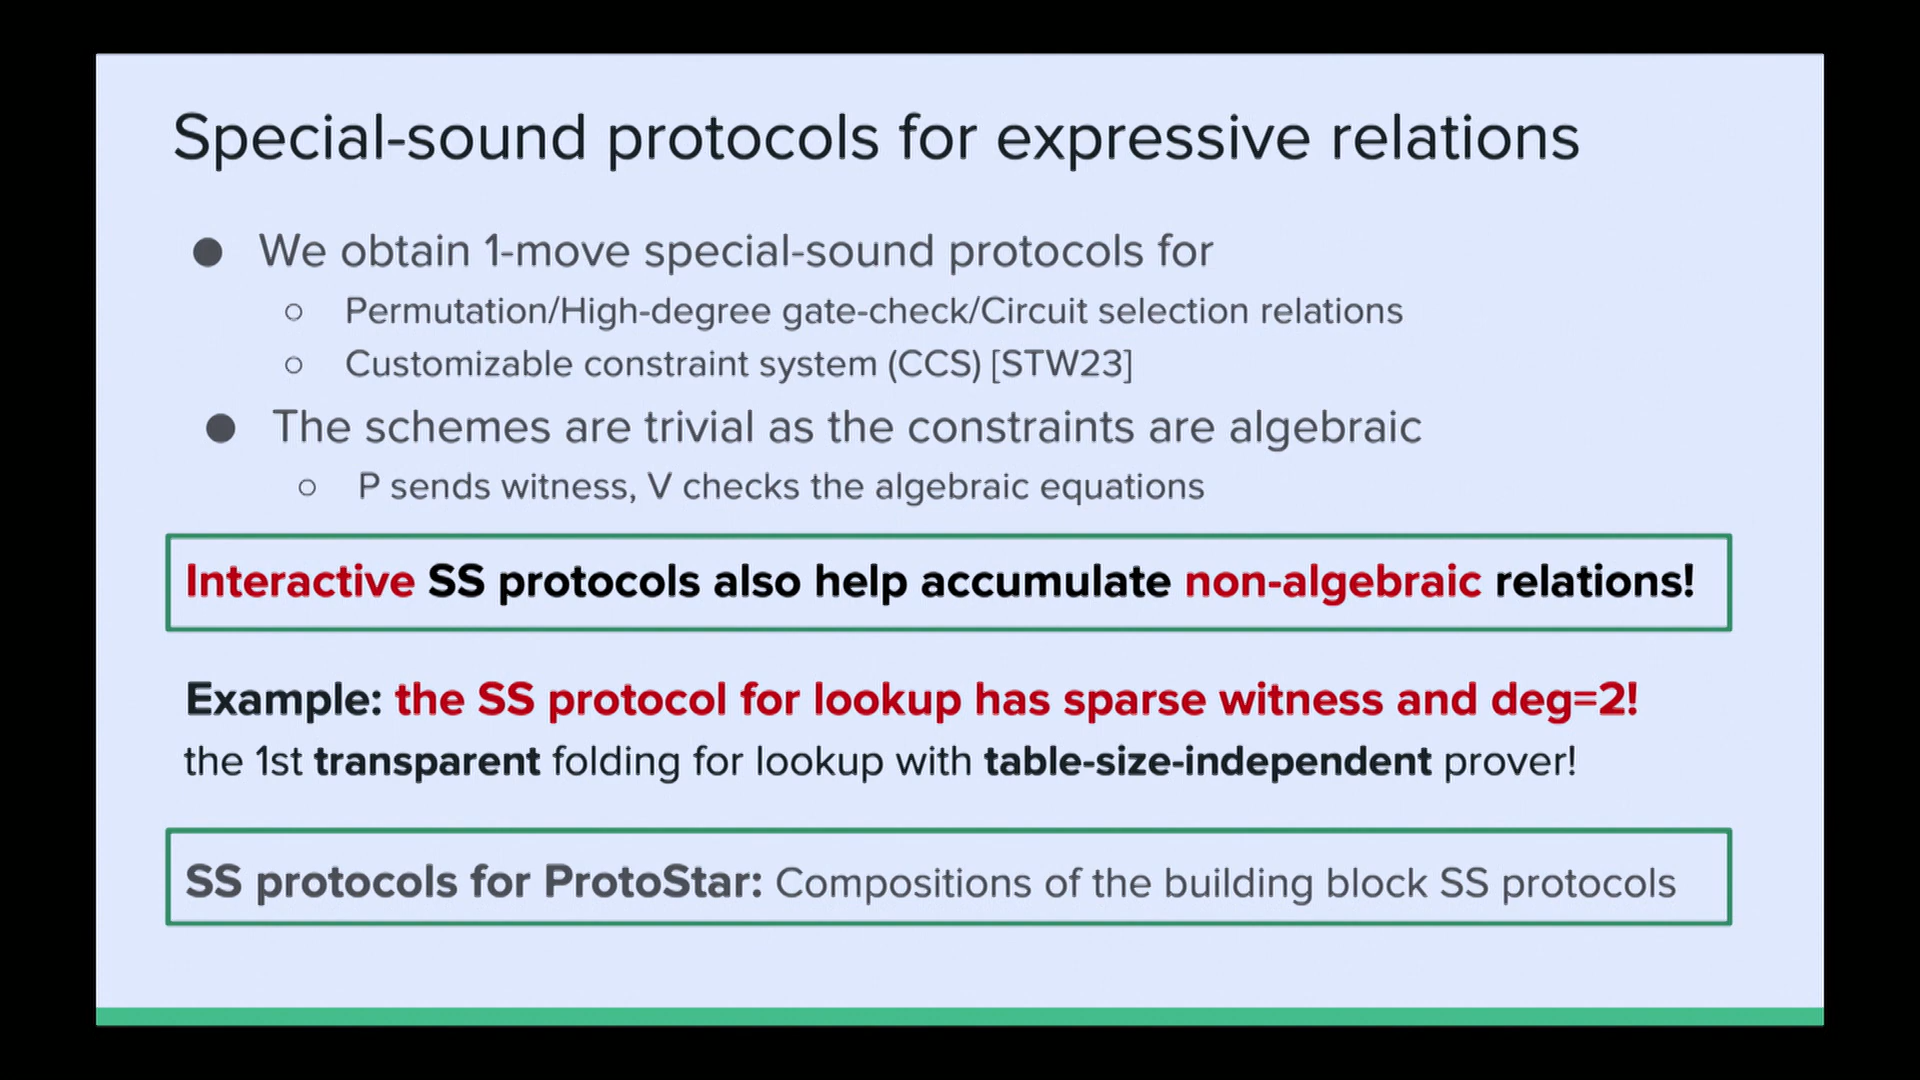 Special-sound protocols for expressive relations
● We obtain 1-move special-sound protocols for
○ Permutation/High-degree gate-check/Circuit selection relations
○ Customizable constraint system (CCS) [STW23]
● The schemes are trivial as the constraints are algebraic
○ P sends witness, V checks the algebraic equations
Interactive SS protocols also help accumulate non-algebraic relations!
Example: the SS protocol for lookup has sparse witness and deg=2!
the 1st transparent folding for lookup with table-size-independent prover!
SS protocols for ProtoStar: Compositions of the building block SS protocols